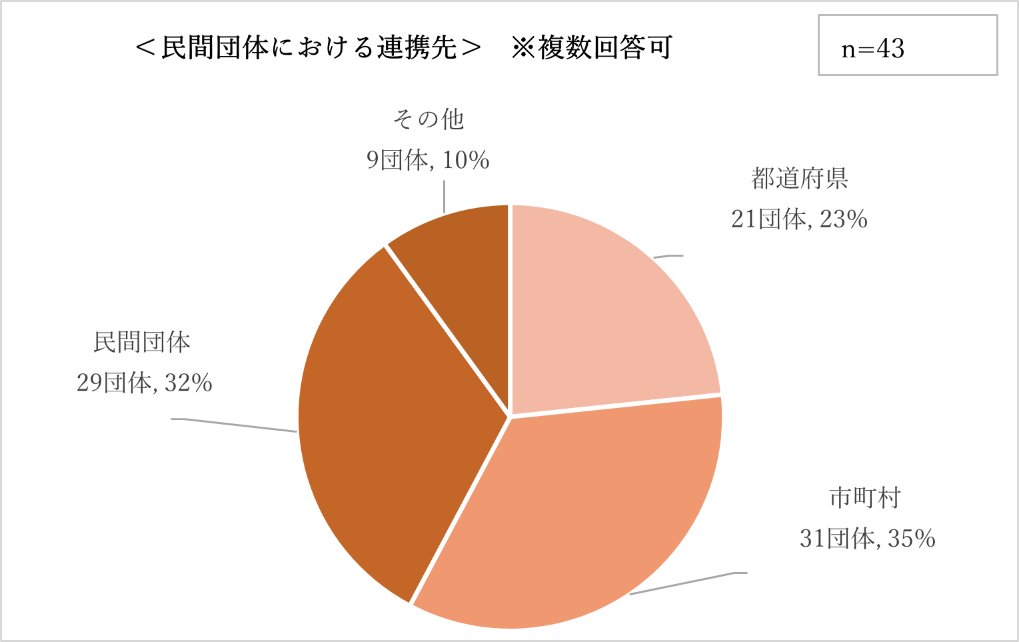 ＜民間団体における連携先＞　※複数回答可
n=43
その他
9団体, 10%
都道府県
21団体, 23%
民間団体
29団体, 32%
市町村
31団体, 35%